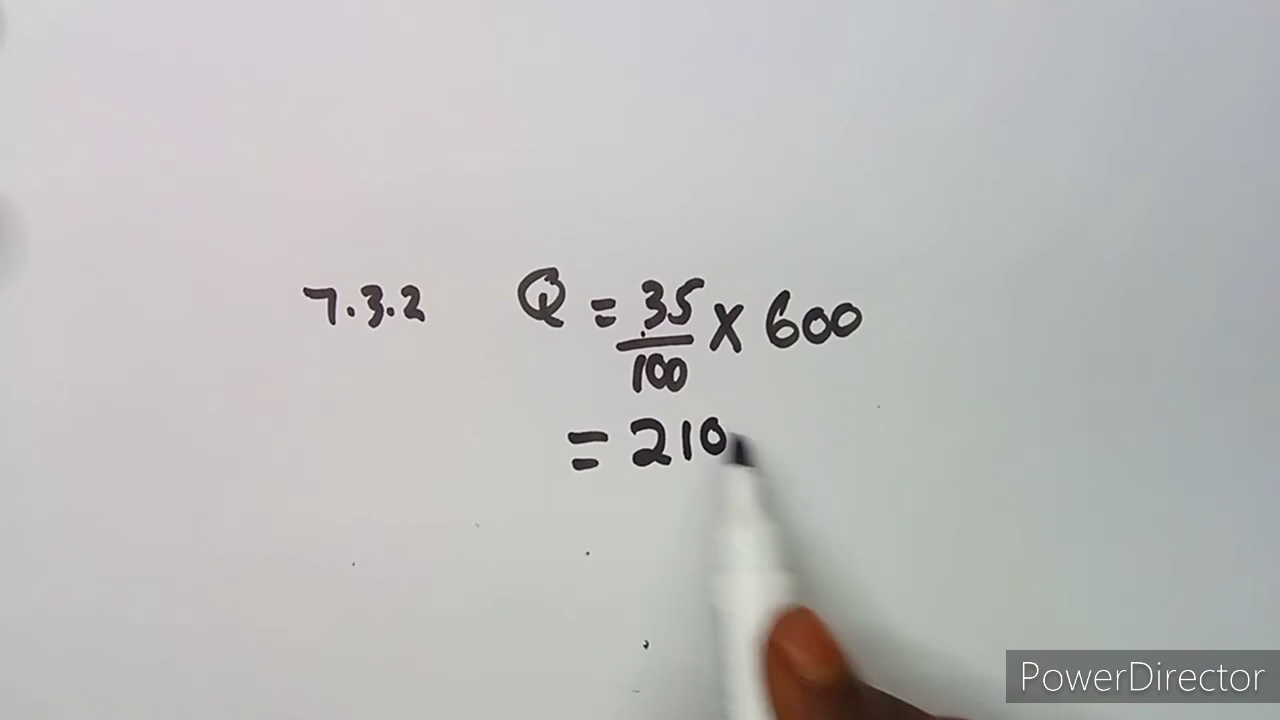 7.3.2 Q = 35/100 x 600
= 210
PowerDirector